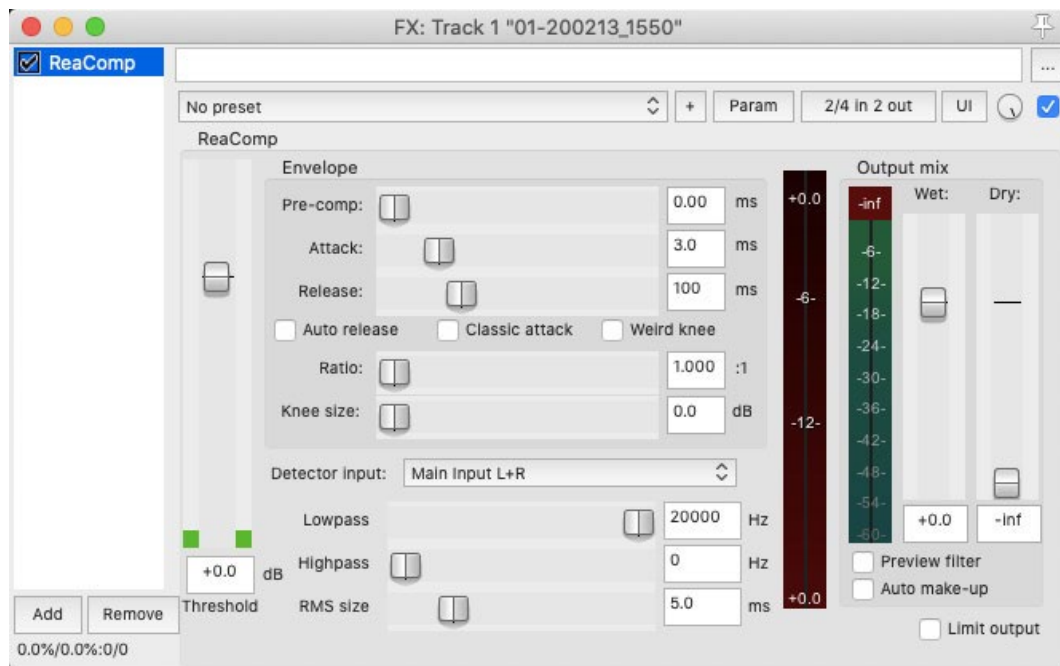 FX: Track 1 "01-200213_1550"
ReaComp
...
No preset
+
Param
2/4 in 2 out
UI
ReaComp
Envelope
Output mix
Pre-comp:
0.00
ms
Attack:
3.0
ms
Release:
100
ms
Auto release
Classic attack
Weird knee
Ratio:
1.000
:1
Knee size:
0.0
dB
Detector input:
Main Input L+R
Lowpass
20000
Hz
Highpass
0
Hz
RMS size
5.0
ms
+0.0
dB
Threshold
+0.0
-6-
-12-
+0.0
-inf
-6-
-12-
-18-
-24-
-30-
-36-
-42-
-48-
-54-
-60-
Wet:
Dry:
+0.0
-inf
Preview filter
Auto make-up
Limit output
Add
Remove
0.0%/0.0%:0/0